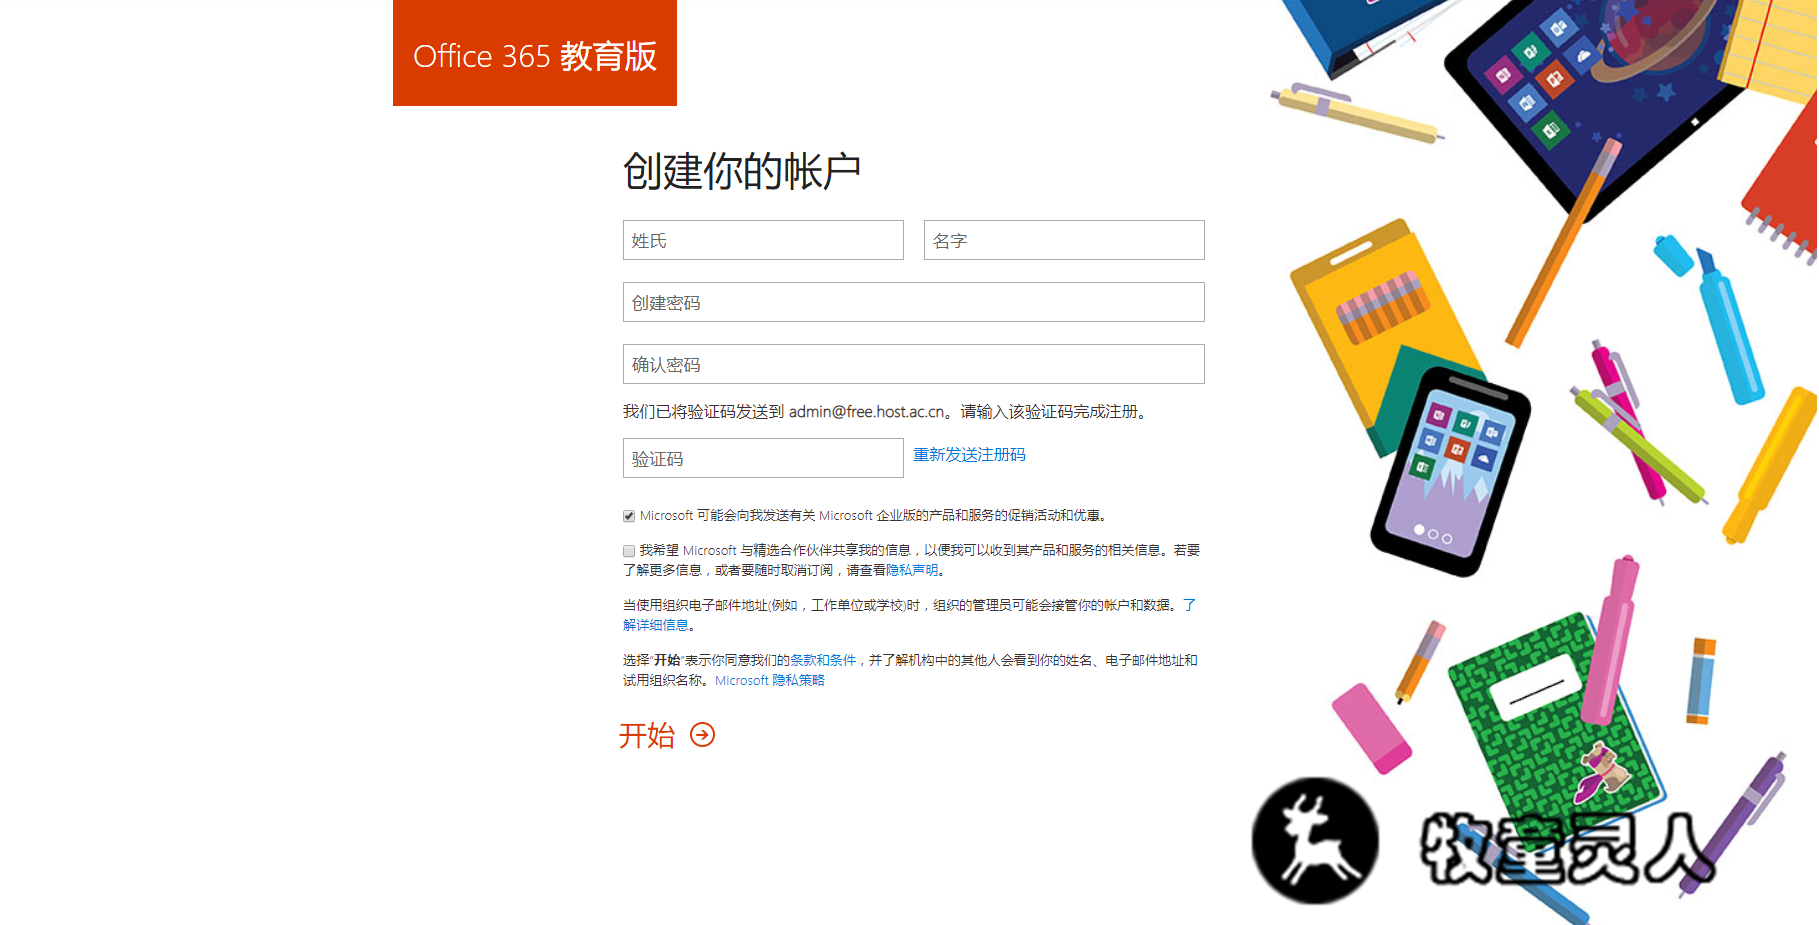 Office 365 教育版
创建你的帐户
姓氏
名字
创建密码
确认密码
我们已将验证码发送到 admin@free.host.ac.cn。请输入该验证码完成注册。
验证码
重新发送注册码
Microsoft 可能会向我发送有关 Microsoft 企业版的产品和服务的促销活动和优惠。
我希望 Microsoft 与精选合作伙伴共享我的信息，以便我可以收到其产品和服务的相关信息。若要
了解更多信息，或者要随时取消订阅，请查看隐私声明。
当使用组织电子邮件地址(例如，工作单位或学校)时，组织的管理员可能会接管你的帐户和数据。了
解详细信息。
选择"开始"表示你同意我们的条款和条件，并了解机构中的其他人会看到你的姓名、电子邮件地址和
试用组织名称。Microsoft 隐私策略
开始
牧童灵人